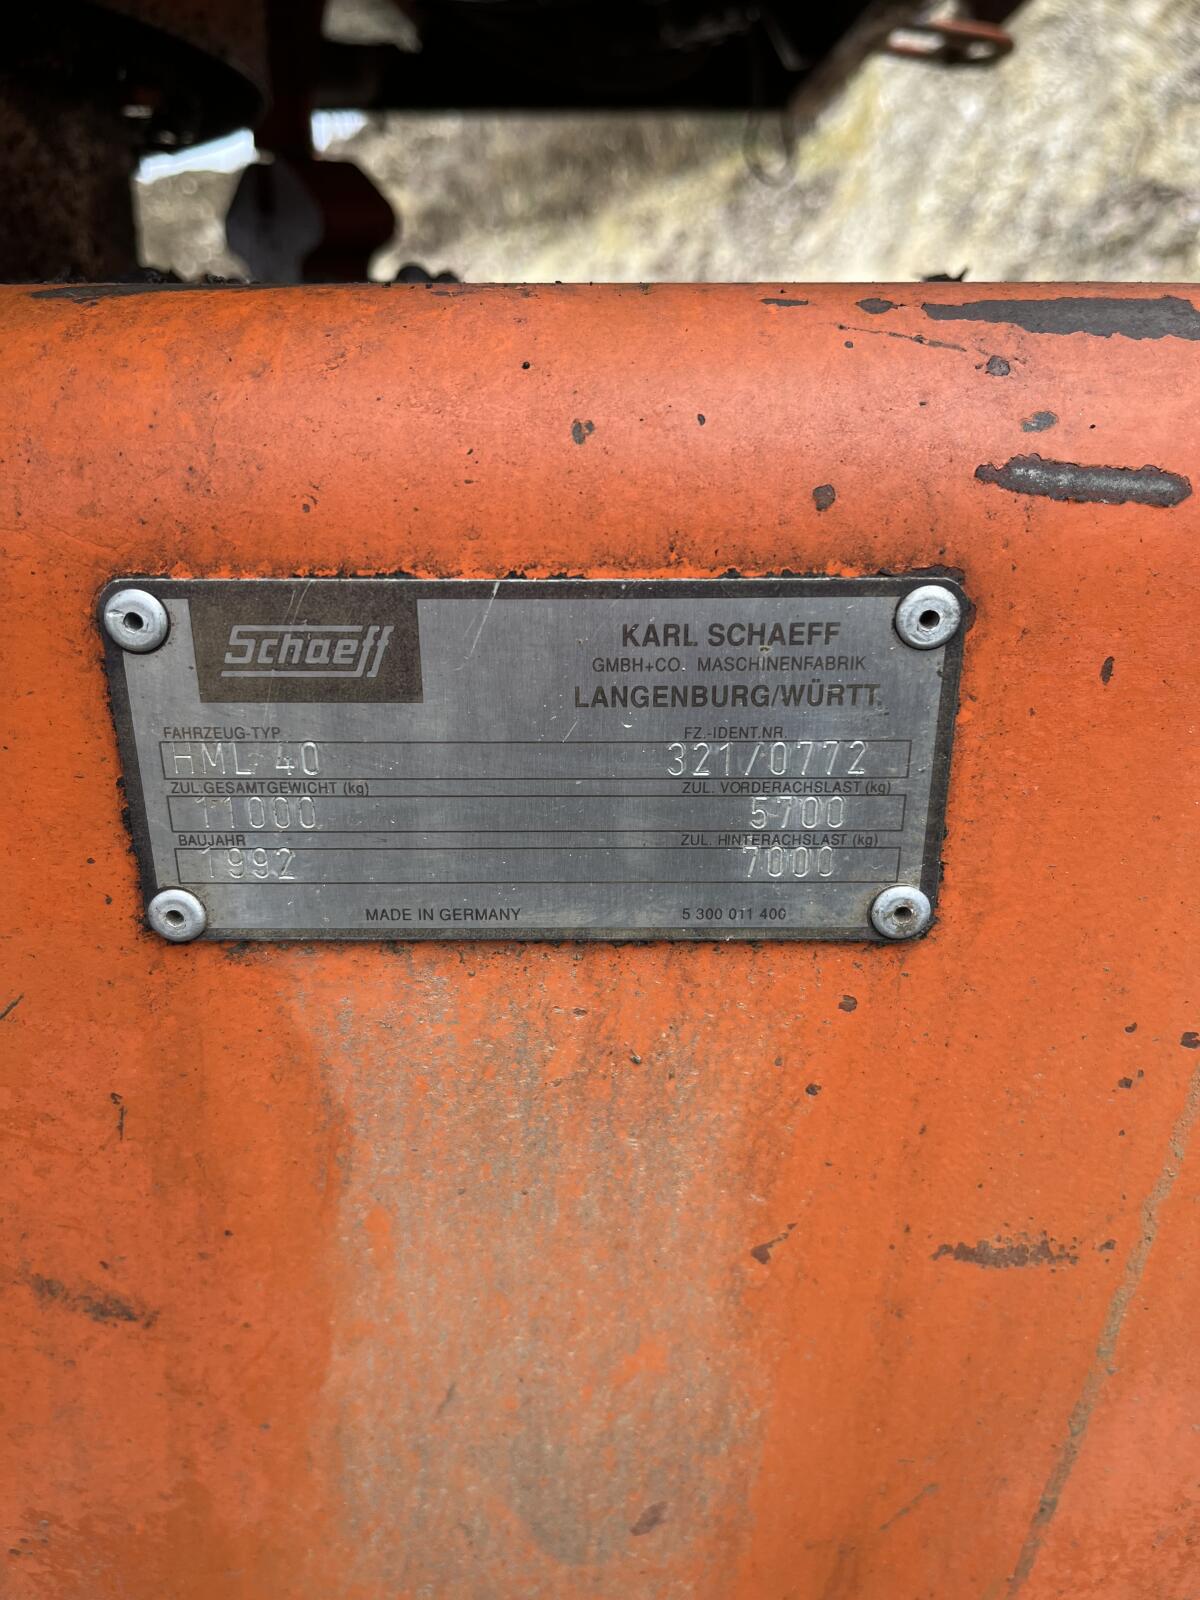 Schaeff
KARL SCHAEFF
GMBH+CO. MASCHINENFABRIK
LANGENBURG/WÜRTT.
FAHRZEUG-TYP FZ.-IDENT.NR.
HML 40 321/0772
ZUL.GESAMTGEWICHT (kg) ZUL. VORDERACHSLAST (kg)
11000 5700
BAUJAHR ZUL. HINTERACHSLAST (kg)
1992 7000
MADE IN GERMANY 5 300 011 400